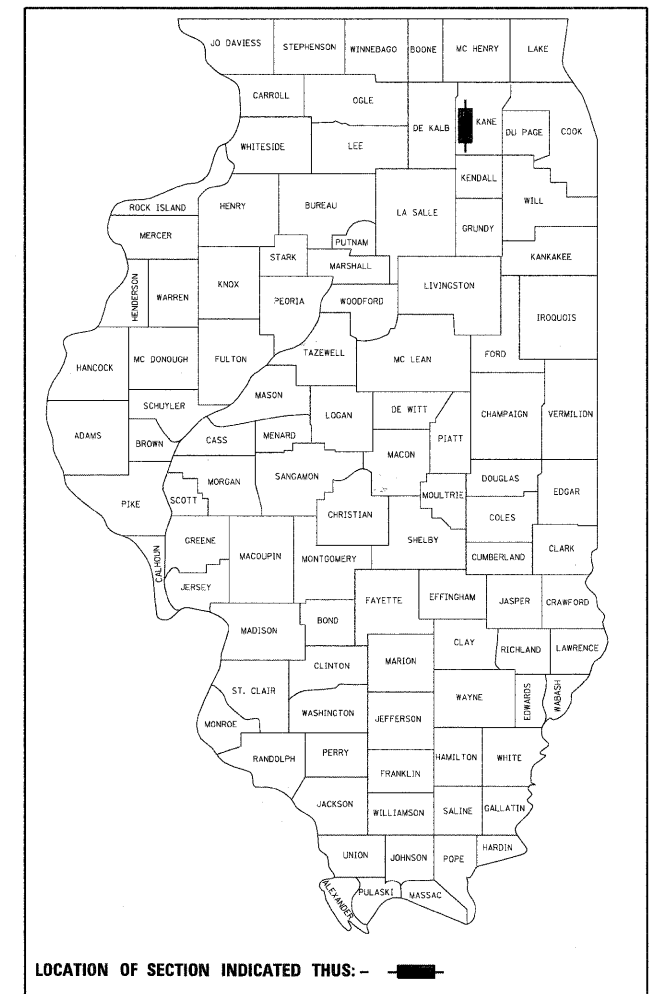 JO DAVIESS STEPHENSON WINNEBAGO BOONE MC HENRY LAKE
CARROLL OGLE DE KALB KANE DU PAGE COOK
WHITESIDE LEE
KENDALL
ROCK ISLAND HENRY BUREAU LA SALLE GRUNDY WILL
MERCER PUTNAM
STARK MARSHALL KANKAKEE
HENDERSON WARREN KNOX PEORIA WOODFORD LIVINGSTON
IROQUOIS
HANCOCK MC DONOUGH FULTON TAZEWELL MC LEAN FORD
MASON
SCHUYLER LOGAN DE WITT CHAMPAIGN VERMILION
ADAMS BROWN CASS MENARD PIATT
MACON
PIKE SCOTT MORGAN SANGAMON MOULTRIE DOUGLAS EDGAR
CHRISTIAN COLES
CALHOUN GREENE MACOUPIN MONTGOMERY SHELBY CUMBERLAND CLARK
JERSEY
FAYETTE EFFINGHAM JASPER CRAWFORD
MADISON BOND
CLAY RICHLAND LAWRENCE
CLINTON MARION
ST. CLAIR WAYNE EDWARDS WABASH
MONROE WASHINGTON JEFFERSON
RANDOLPH PERRY HAMILTON WHITE
FRANKLIN
JACKSON WILLIAMSON SALINE GALLATIN
UNION JOHNSON POPE HARDIN
ALEXANDER PULASKI MASSAC
LOCATION OF SECTION INDICATED THUS: -